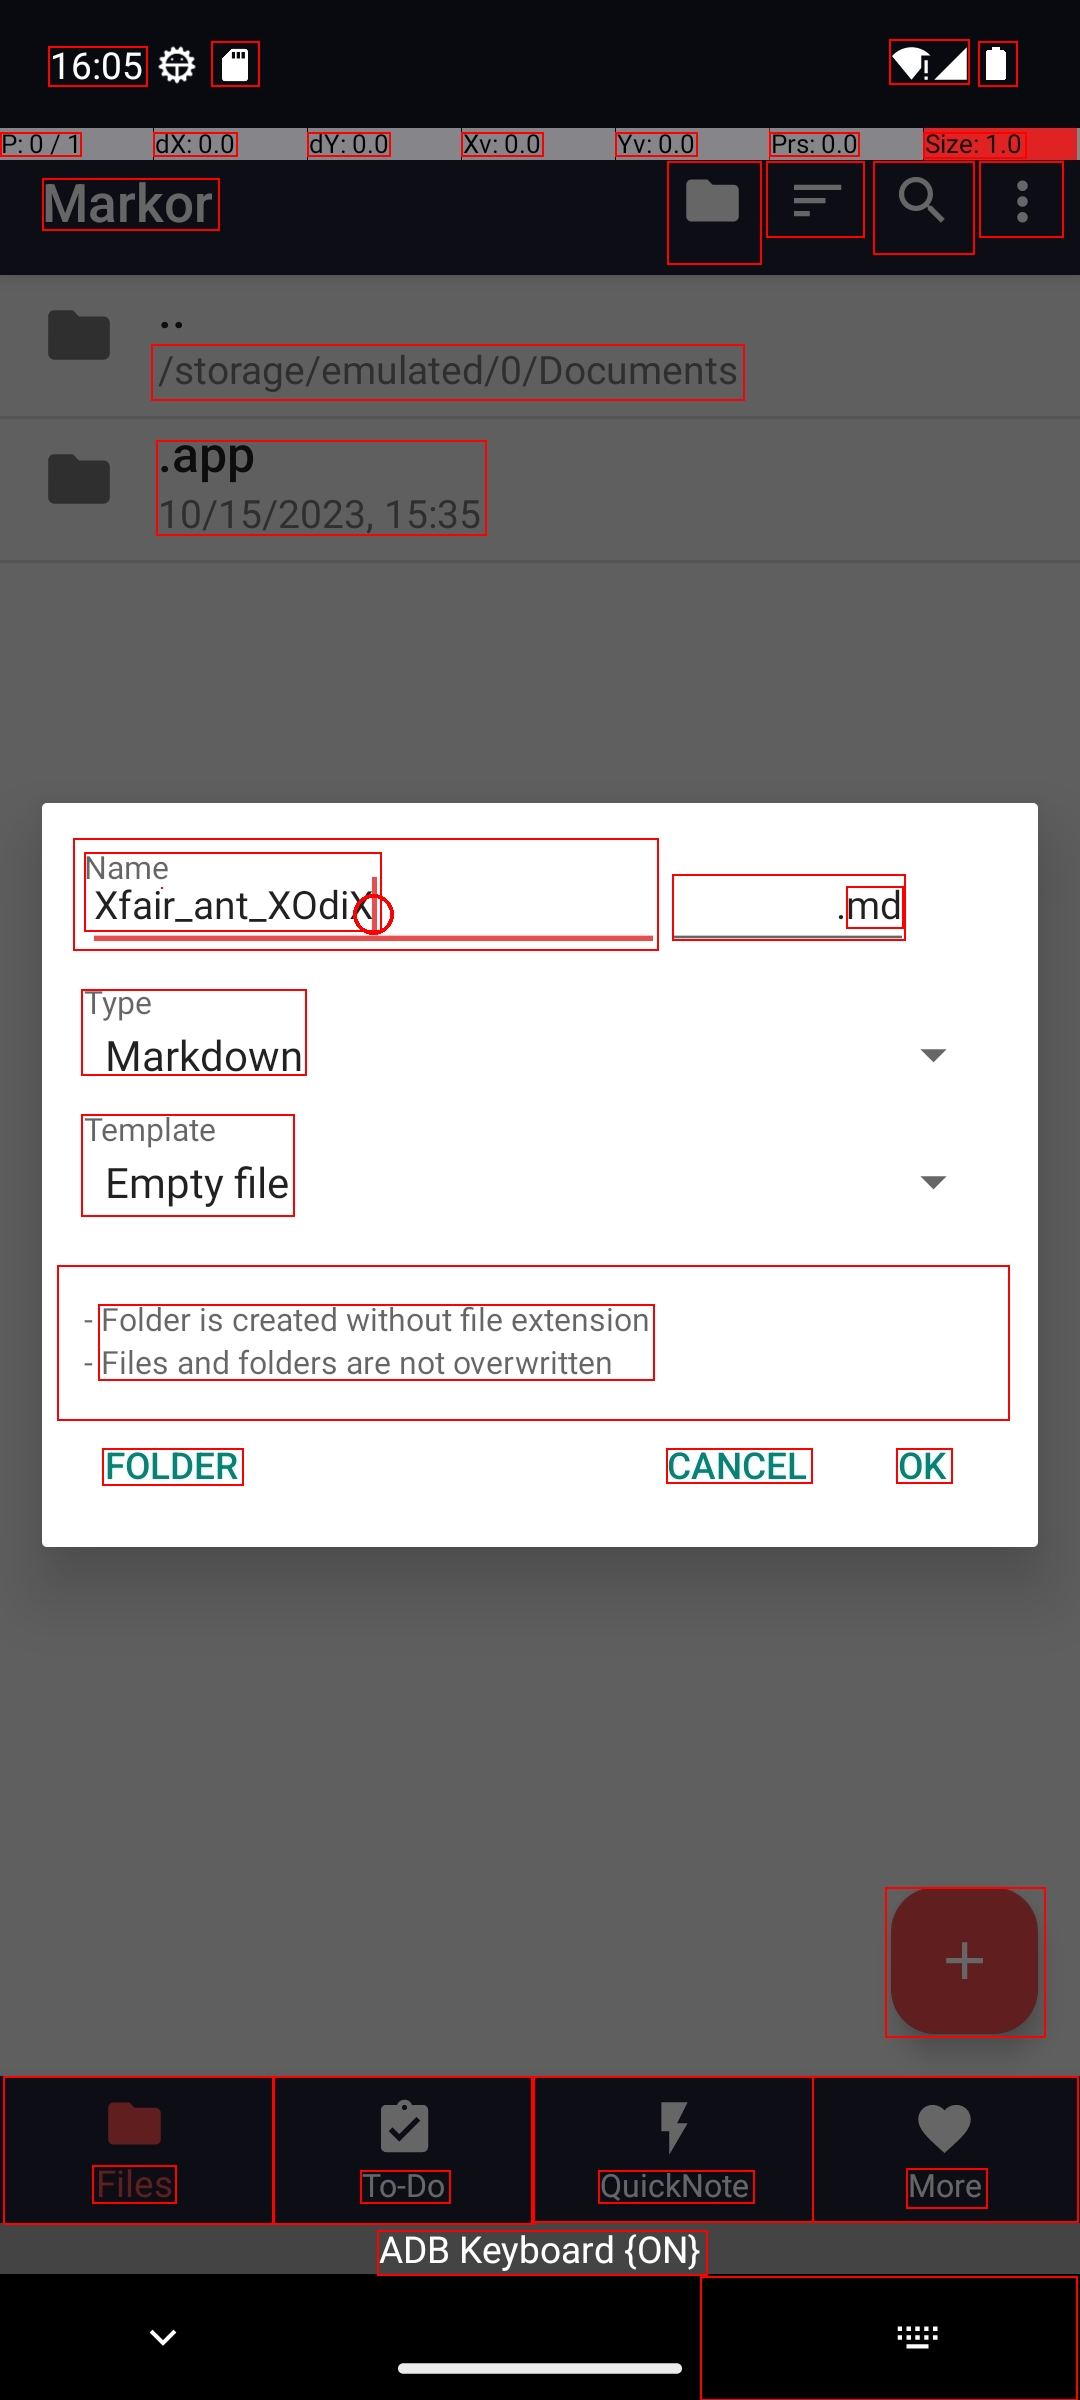 16:05
P: 0 / 1 dX: 0.0 dY: 0.0 Xv: 0.0 Yv: 0.0 Prs: 0.0 Size: 1.0
Markor
..
/storage/emulated/0/Documents
.app
10/15/2023, 15:35
Name
Xfair_ant_XOdiX .md
Type
Markdown
Template
Empty file
- Folder is created without file extension
- Files and folders are not overwritten
FOLDER CANCEL OK
Files To-Do QuickNote More
ADB Keyboard {ON}